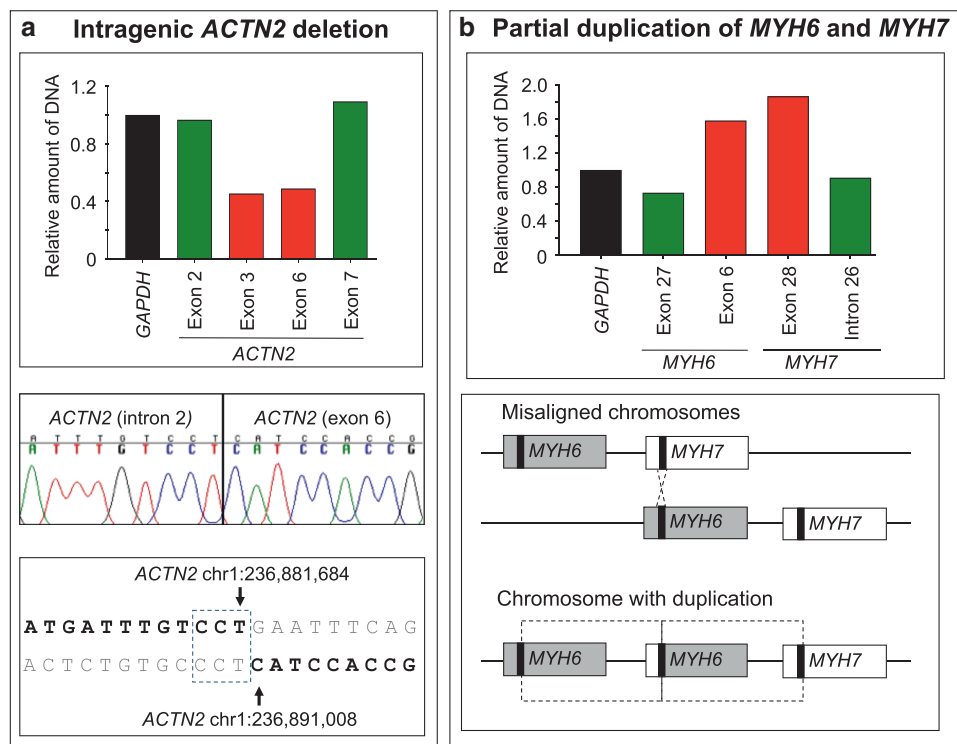 a Intragenic ACTN2 deletion
Relative amount of DNA
1.2
0.8
0.4
0
GAPDH
Exon 2
Exon 3
Exon 6
Exon 7
ACTN2
ACTN2 (intron 2)
ACTN2 (exon 6)
A T T T G T C C T C A T C C A C C G
A T T T G T C C T C A T C C A C C G
ACTN2 chr1:236,881,684
ATGATTTGTCCTGAATTTCAG
ACTCTGTGCCCTCATCCACCG
ACTN2 chr1:236,891,008
b Partial duplication of MYH6 and MYH7
Relative amount of DNA
2.0
1.6
1.2
0.8
0.4
0
GAPDH
Exon 27
Exon 6
Exon 28
Intron 26
MYH6
MYH7
Misaligned chromosomes
MYH6
MYH7
MYH6
MYH7
Chromosome with duplication
MYH6
MYH6
MYH7